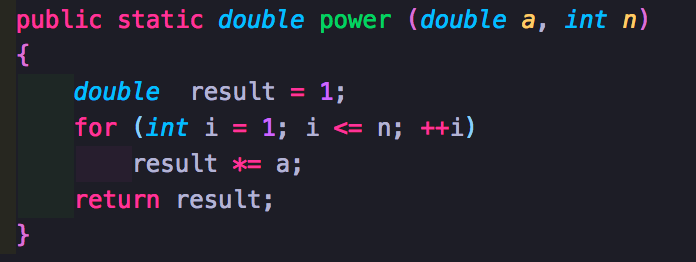 public static double power (double a, int n)
{
    double  result = 1;
    for (int i = 1; i <= n; ++i)
        result *= a;
    return result;
}